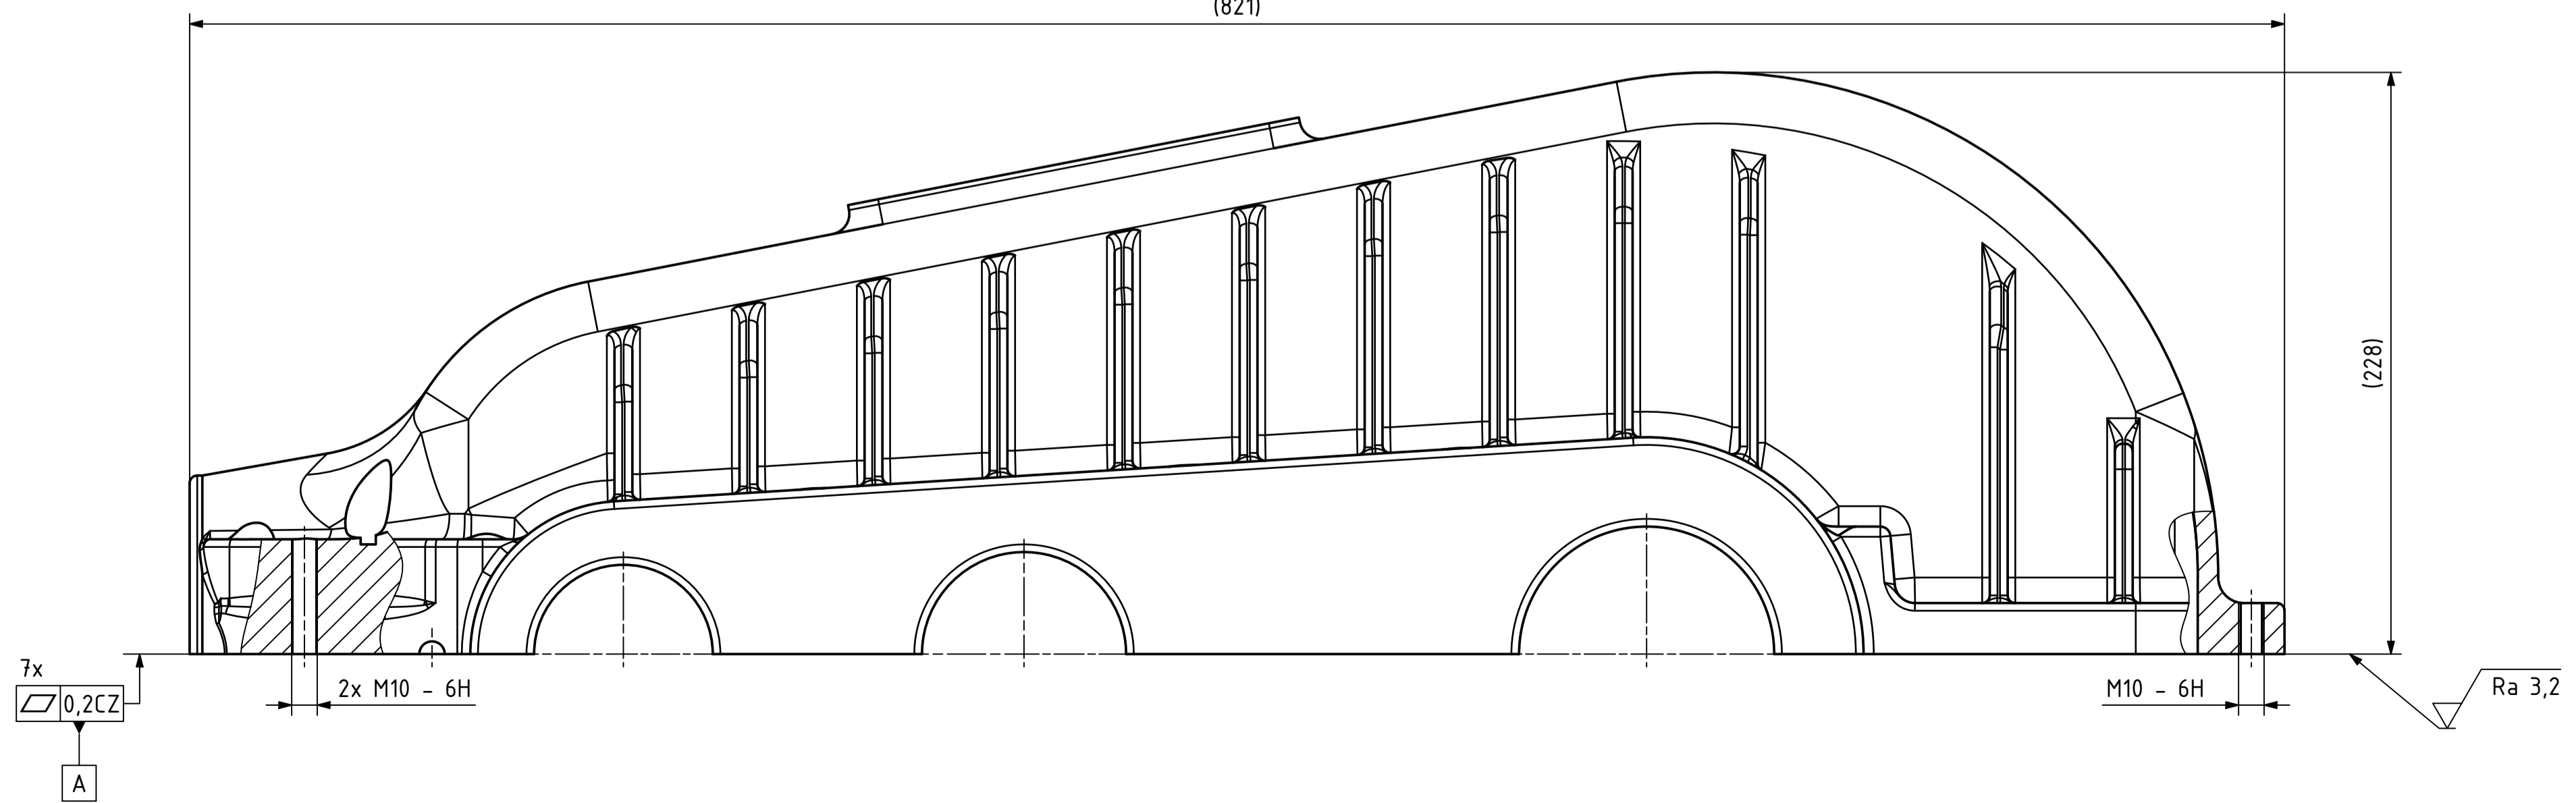 (821)
(228)
7x
0,2CZ
A
2x M10 - 6H
M10 - 6H
Ra 3,2